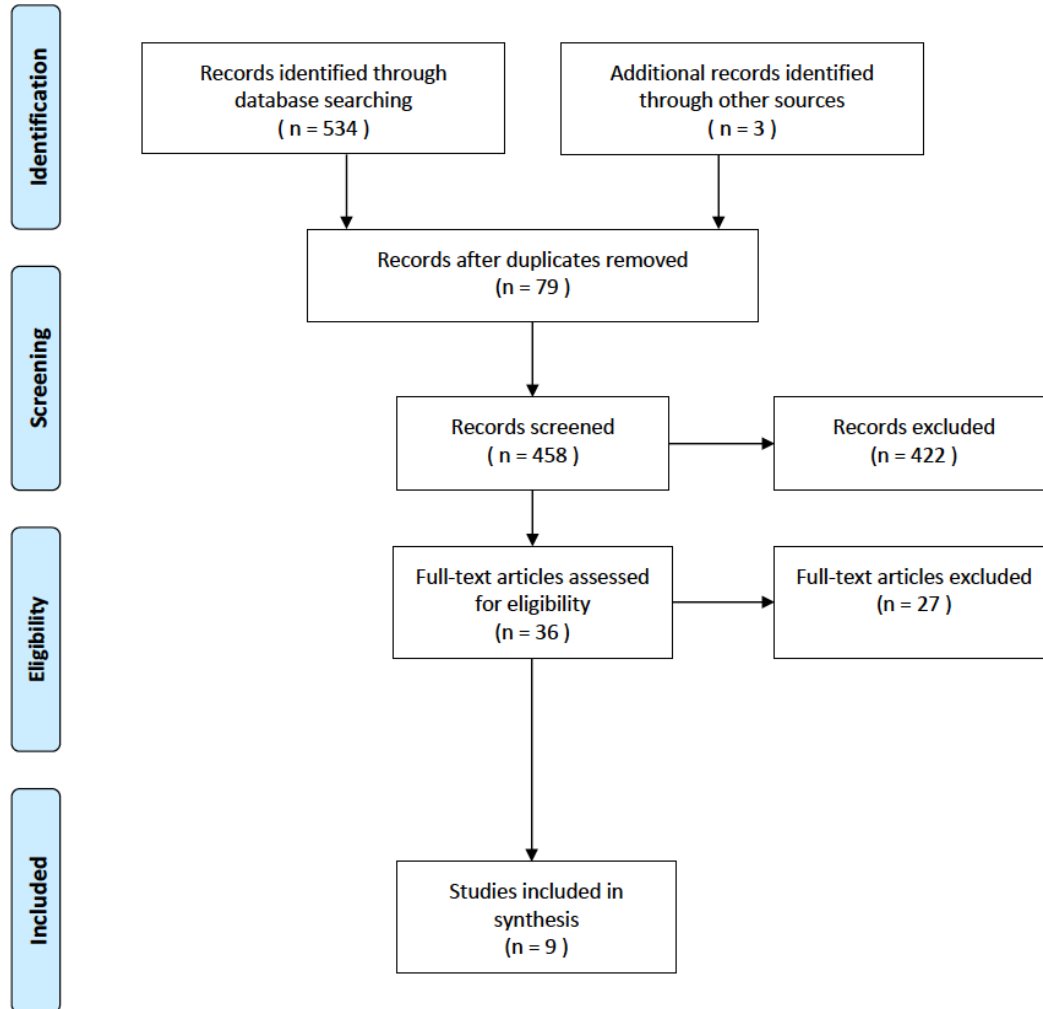 Identification
Records identified through
database searching
( n = 534 )
Additional records identified
through other sources
( n = 3 )
Records after duplicates removed
(n = 79 )
Screening
Records screened
( n = 458 )
Records excluded
(n = 422 )
Eligibility
Full-text articles assessed
for eligibility
(n = 36 )
Full-text articles excluded
(n = 27 )
Included
Studies included in
synthesis
(n = 9 )